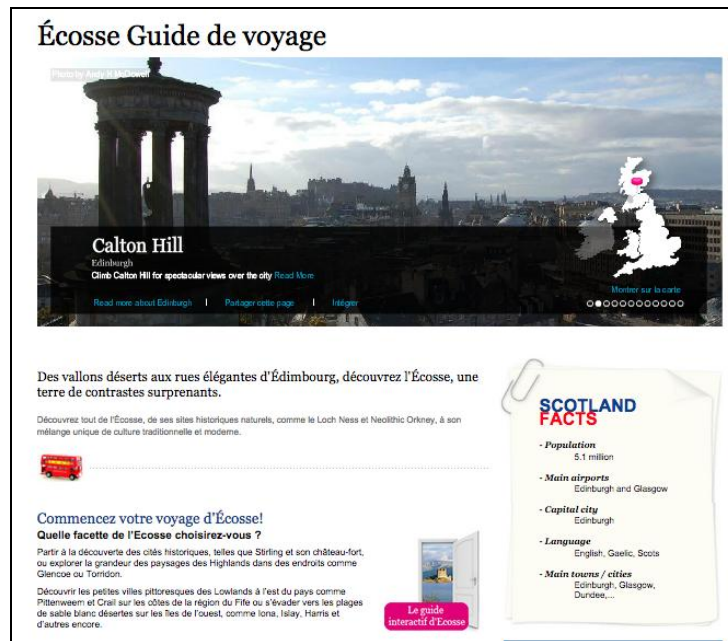 Écosse Guide de voyage
Photo by Andy N McDowell
Calton Hill
Edinburgh
Climb Calton Hill for spectacular views over the city Read More
Read more about Edinburgh | Partager cette page | Intégrer
Montrer sur la carte
Des vallons déserts aux rues élégantes d'Édimbourg, découvrez l'Écosse, une
terre de contrastes surprenants.
Découvrez tout de l'Écosse, de ses sites historiques naturels, comme le Loch Ness et Neolithic Orkney, à son
mélange unique de culture traditionnelle et moderne.
Commencez votre voyage d'Écosse!
Quelle facette de l'Ecosse choisirez-vous ?
Partir à la découverte des cités historiques, telles que Stirling et son château-fort,
ou explorer la grandeur des paysages des Highlands dans des endroits comme
Glencoe ou Torridon.
Découvrir les petites villes pittoresques des Lowlands à l'est du pays comme
Pittenweem et Crail sur les côtes de la région du Fife ou s'évader vers les plages
de sable blanc désertes sur les îles de l'ouest, comme Iona, Islay, Harris et
d'autres encore.
Le guide
interactif d'Ecosse
SCOTLAND
FACTS
- Population
5.1 million
- Main airports
Edinburgh and Glasgow
- Capital city
Edinburgh
- Language
English, Gaelic, Scots
- Main towns / cities
Edinburgh, Glasgow,
Dundee,...